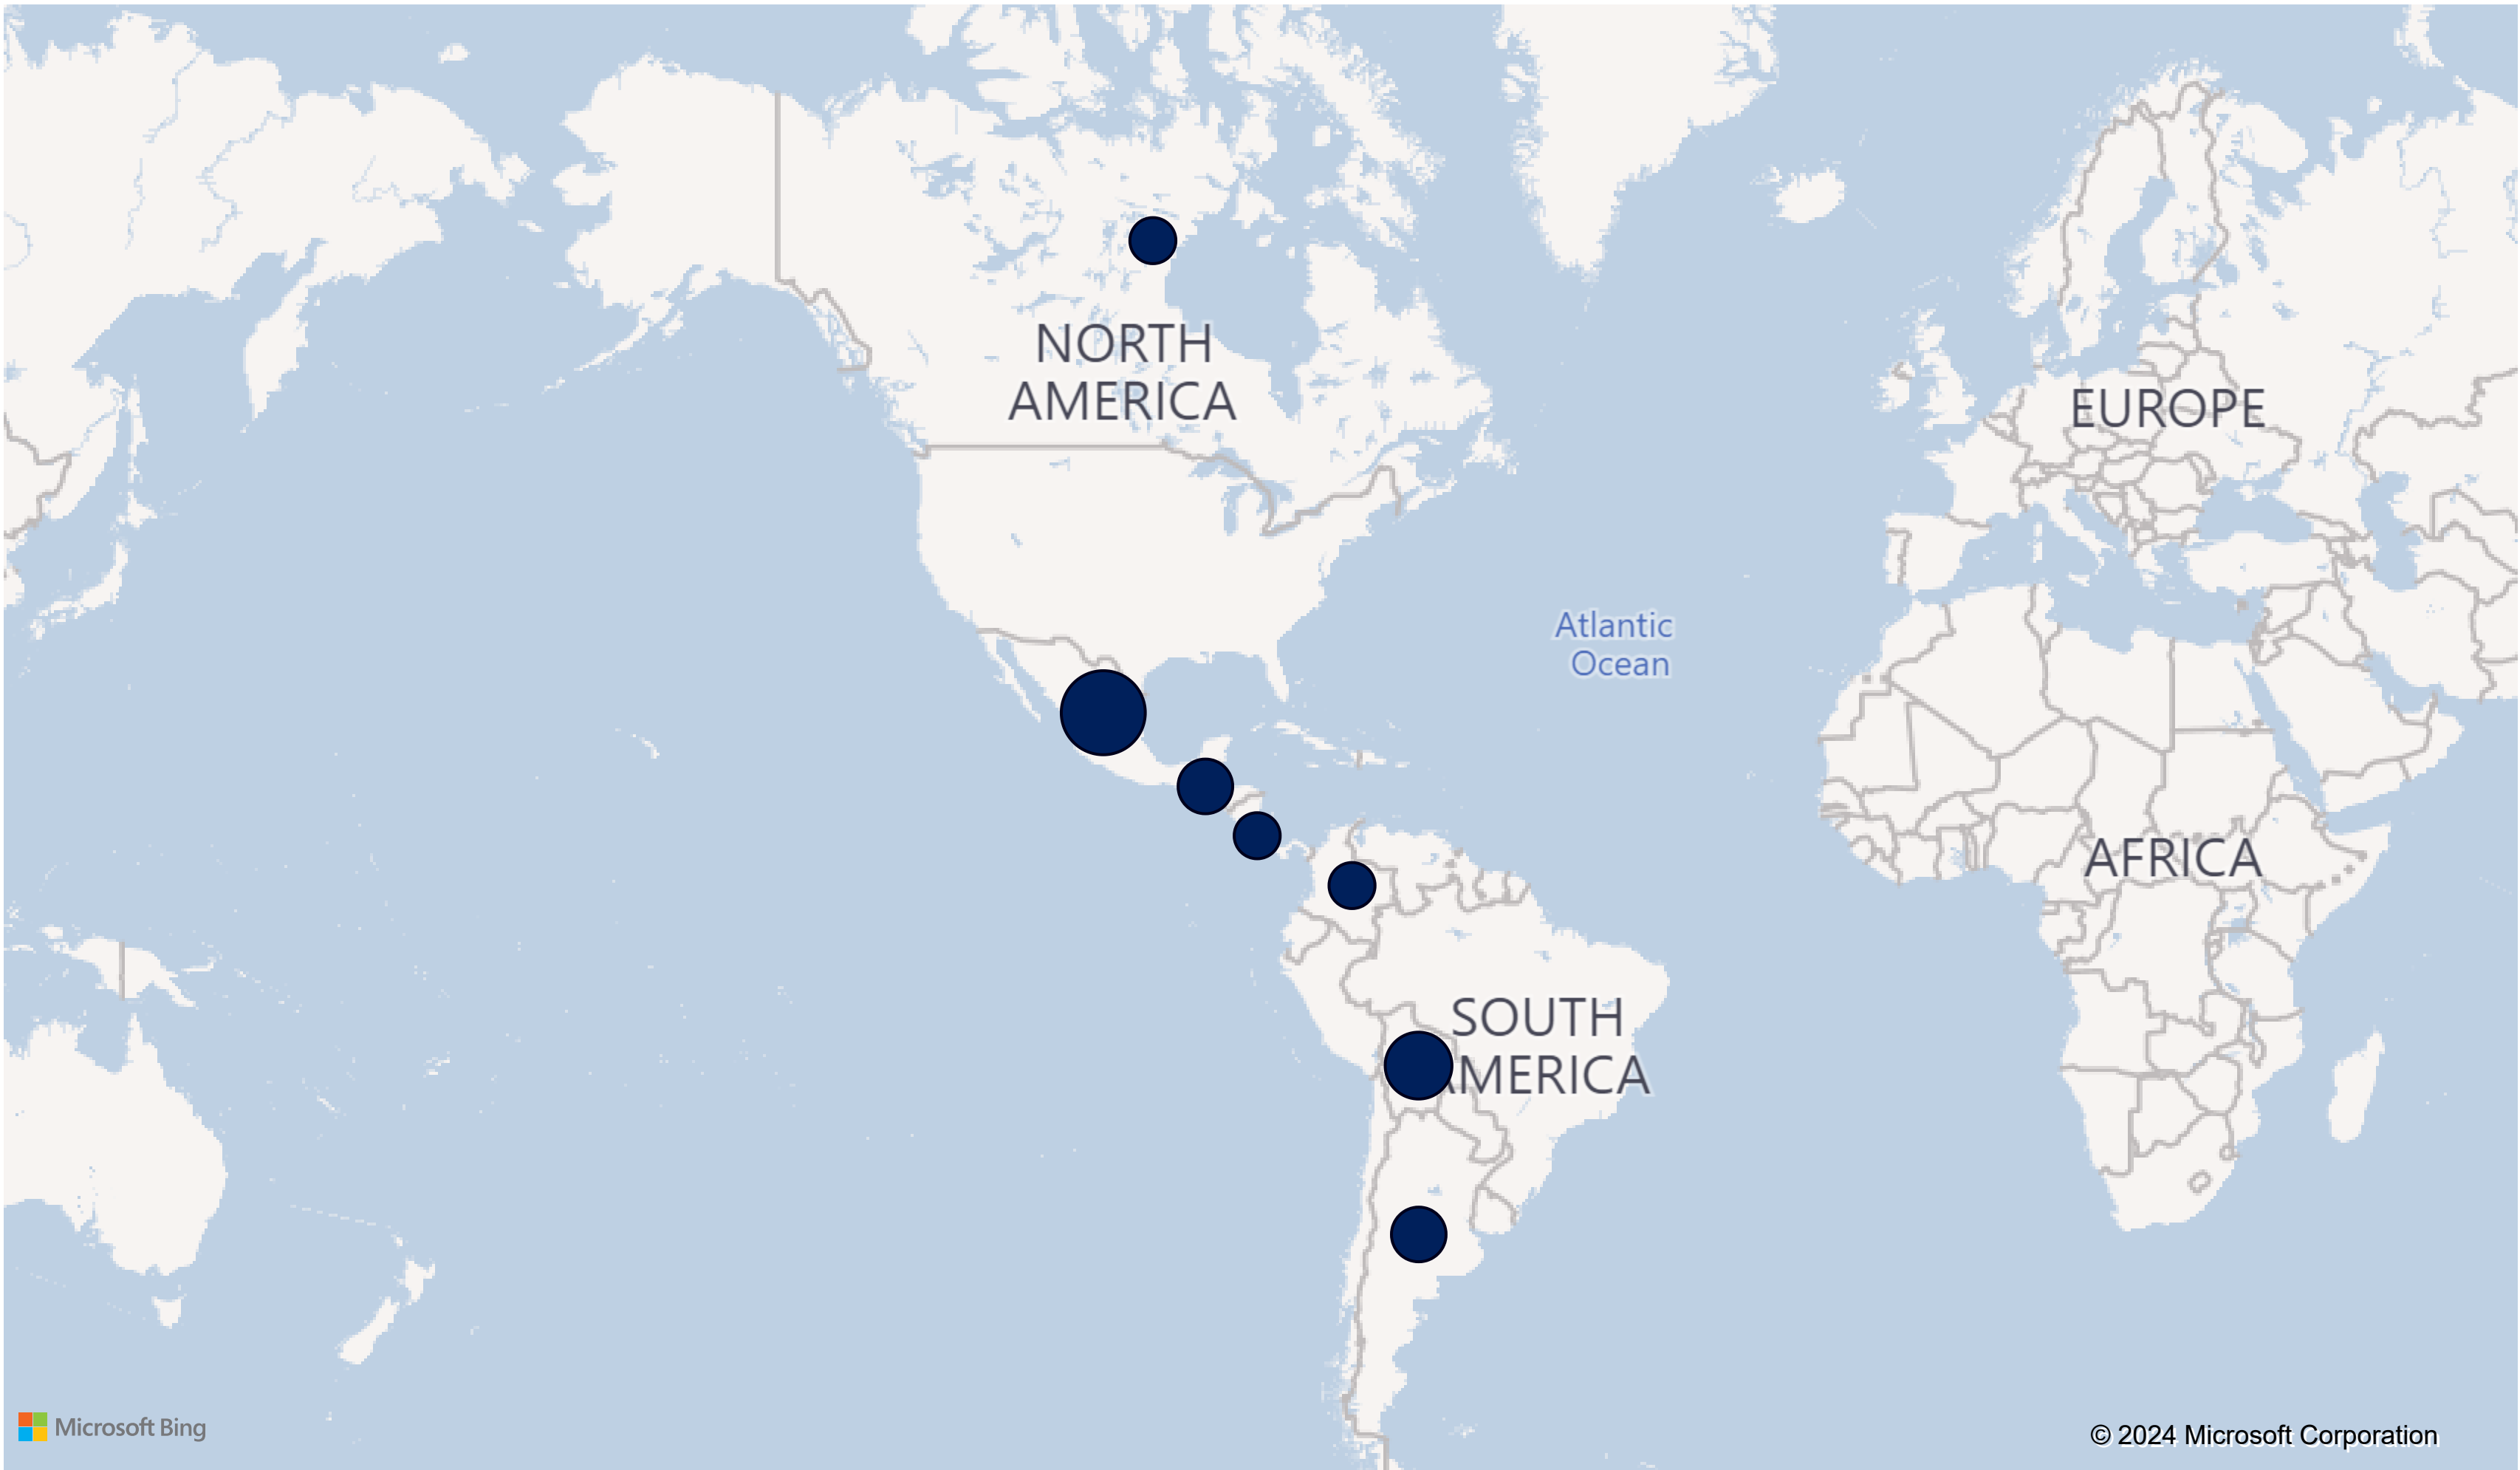 NORTH
AMERICA
EUROPE
Atlantic
Ocean
AFRICA
SOUTH
AMERICA
Microsoft Bing
© 2024 Microsoft Corporation